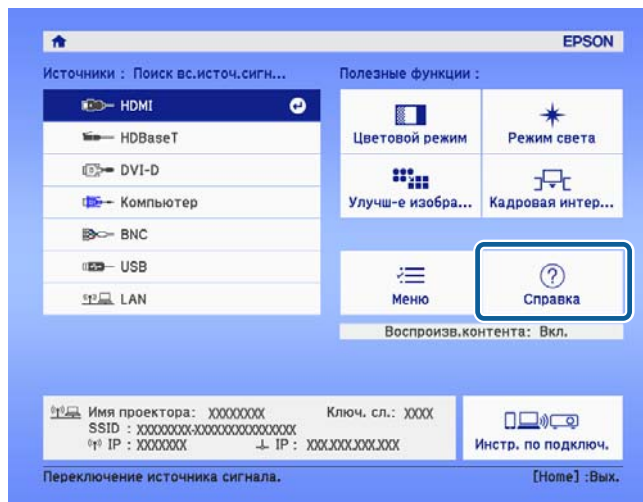 EPSON
Источники : Поиск вс.источ.сигн...
Полезные функции :
HDMI
HDBaseT
DVI-D
Компьютер
BNC
USB
LAN
Цветовой режим
Режим света
Улучш-е изобра...
Кадровая интер...
Меню
Справка
Воспроизв.контента: Вкл.
Имя проектора: XXXXXXXX Ключ. сл.: XXXX
SSID : XXXXXXXX-XXXXXXXXXXXXXXX
IP : XXXXXXX IP : XXX.XXX.XXX.XXX
Инстр. по подключ.
Переключение источника сигнала.
[Home] :Вых.